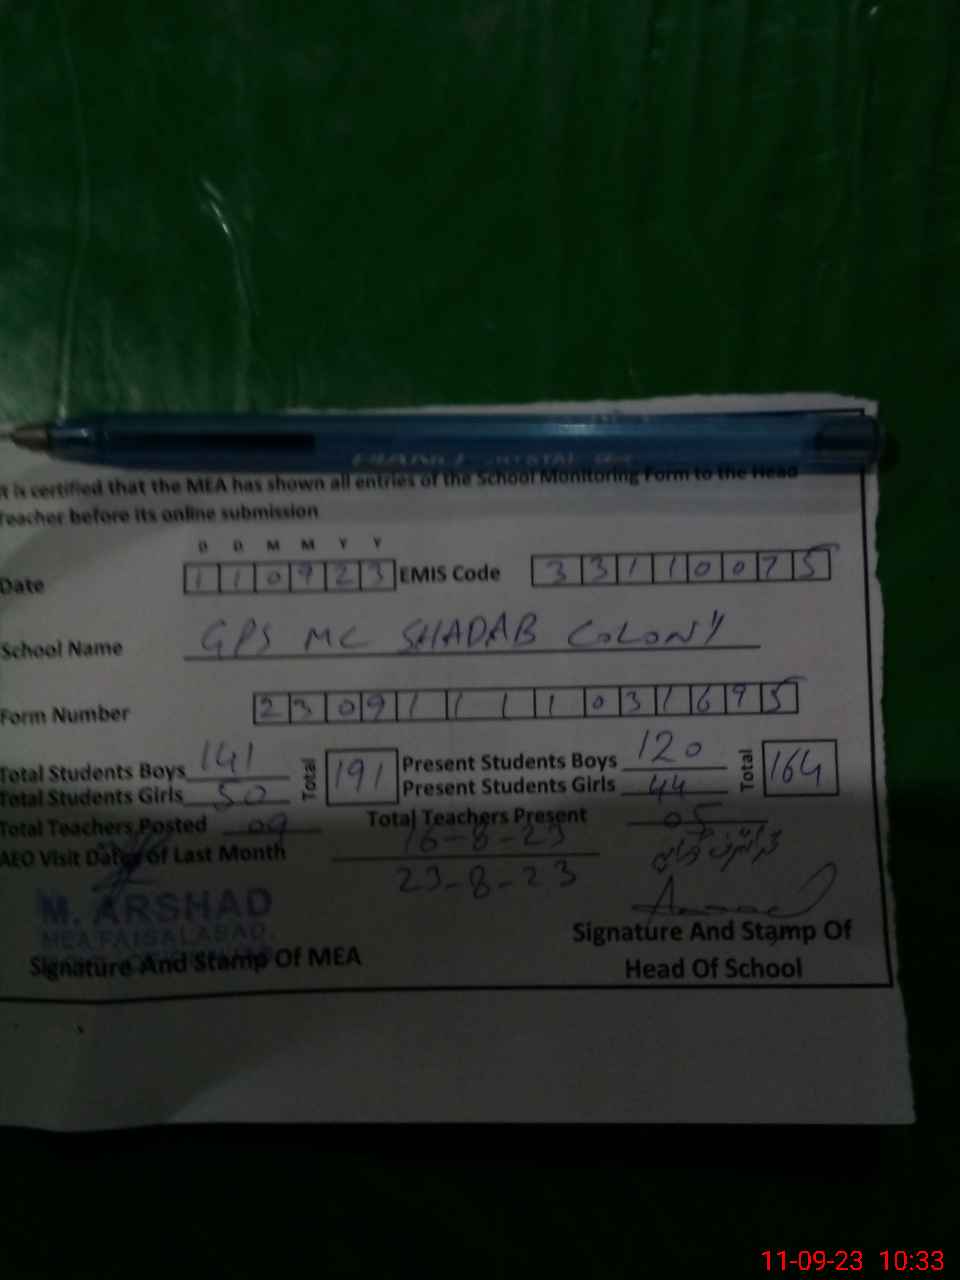 PIANO CRYSTAL
It is certified that the MEA has shown all entries of the School Monitoring Form to the Head
Teacher before its online submission
D D M M Y Y
Date 1 1 0 9 2 3 EMIS Code 3 3 1 1 0 0 7 5
School Name GPS MC SHADAB COLONY
Form Number 2 3 0 9 1 1 1 1 0 3 1 6 9 5
Total Students Boys 141 Total 191 Present Students Boys 120 Total 164
Total Students Girls 50 Present Students Girls 44
Total Teachers Posted 09 Total Teachers Present 05
AEO Visit Dates Of Last Month 16-8-23
23-8-23
M. ARSHAD
MEA FAISALABAD.
Signature And Stamp Of MEA
Signature And Stamp Of
Head Of School
11-09-23 10:33